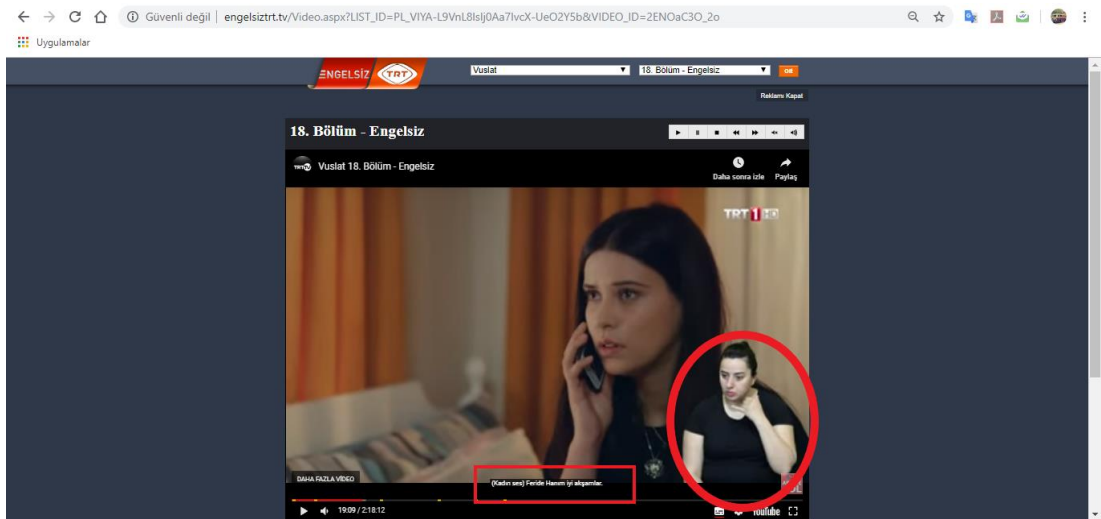 Güvenli değil | engelsiztrt.tv/Video.aspx?LIST_ID=PL_VIYA-L9VnL8lslj0Aa7lvcX-UeO2Y5b&VIDEO_ID=2ENOaC3O_2o
Uygulamalar
ENGELSİZ TRT
Vuslat
18. Bölüm - Engelsiz
OK
Reklamı Kapat
18. Bölüm - Engelsiz
Vuslat 18. Bölüm - Engelsiz
Daha sonra izle
Paylaş
TRT 1 HD
DAHA FAZLA VİDEO
(Kadın ses) Feride Hanım iyi akşamlar.
19:09 / 2:18:12
YouTube